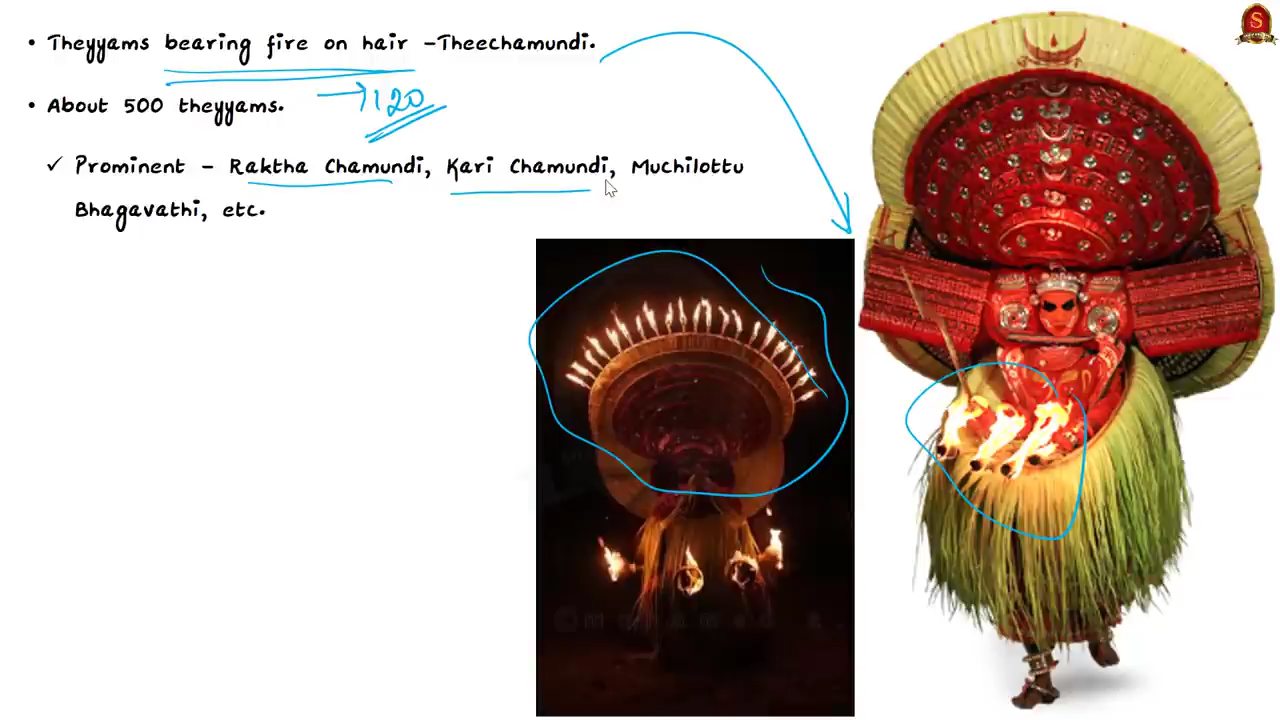 • Theyyams bearing fire on hair -Theechamundi.
• About 500 theyyams. → 120
✓ Prominent - Raktha Chamundi, Kari Chamundi, Muchilottu
Bhagavathi, etc.
S